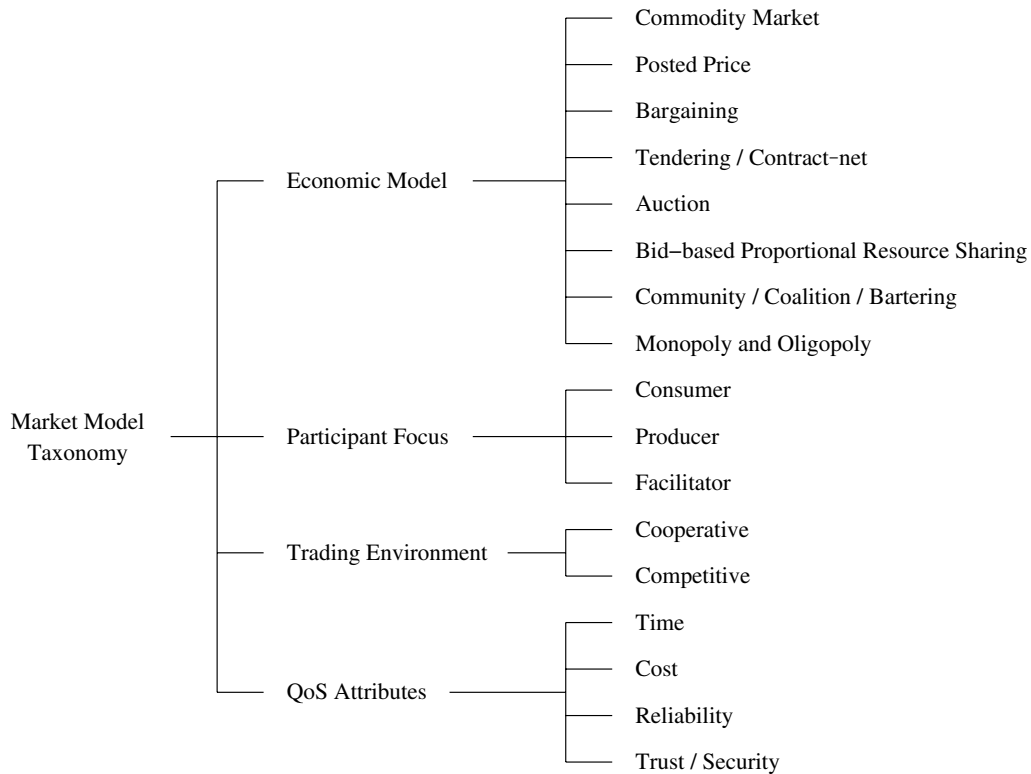 Commodity Market
Posted Price
Bargaining
Tendering / Contract-net
Economic Model
Auction
Bid−based Proportional Resource Sharing
Community / Coalition / Bartering
Monopoly and Oligopoly
Market Model
Taxonomy
Participant Focus
Consumer
Producer
Facilitator
Trading Environment
Cooperative
Competitive
QoS Attributes
Time
Cost
Reliability
Trust / Security